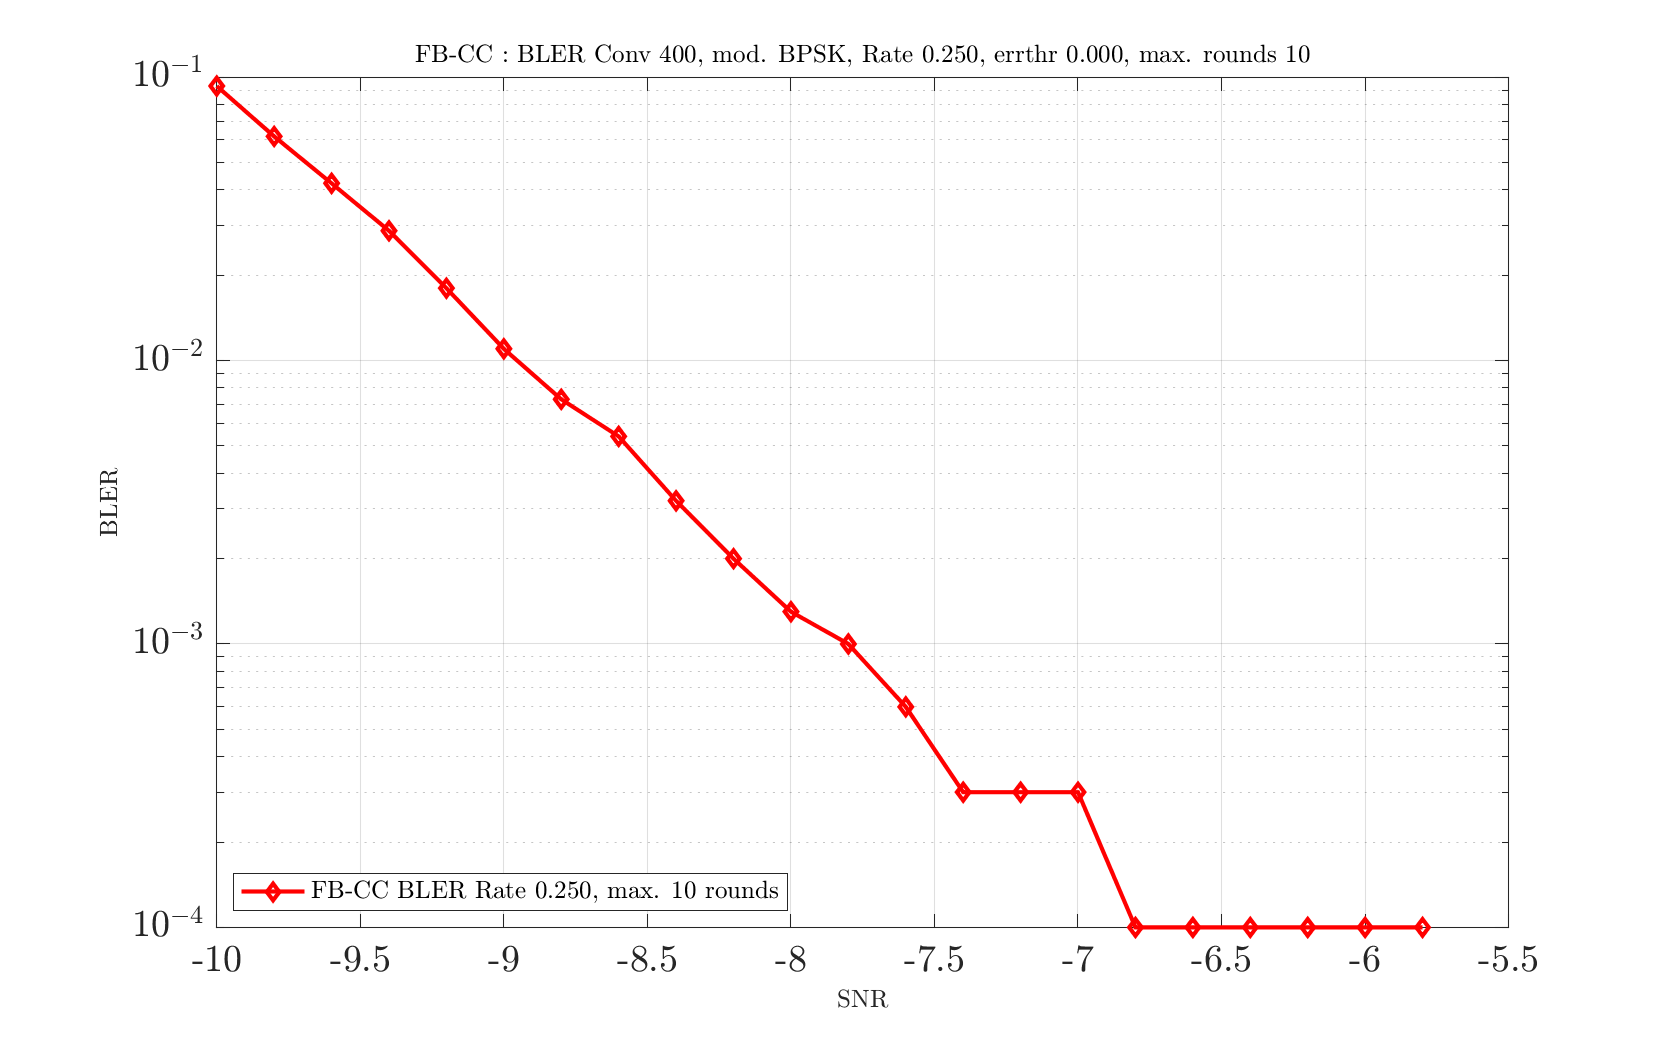 FB-CC : BLER Conv 400, mod. BPSK, Rate 0.250, errthr 0.000, max. rounds 10
10⁻¹
10⁻²
10⁻³
10⁻⁴
BLER
FB-CC BLER Rate 0.250, max. 10 rounds
-10 -9.5 -9 -8.5 -8 -7.5 -7 -6.5 -6 -5.5
SNR